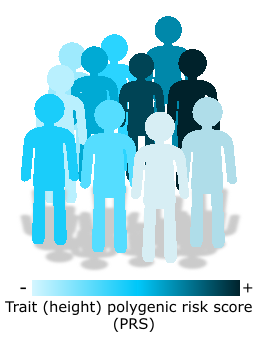 - +
Trait (height) polygenic risk score
(PRS)